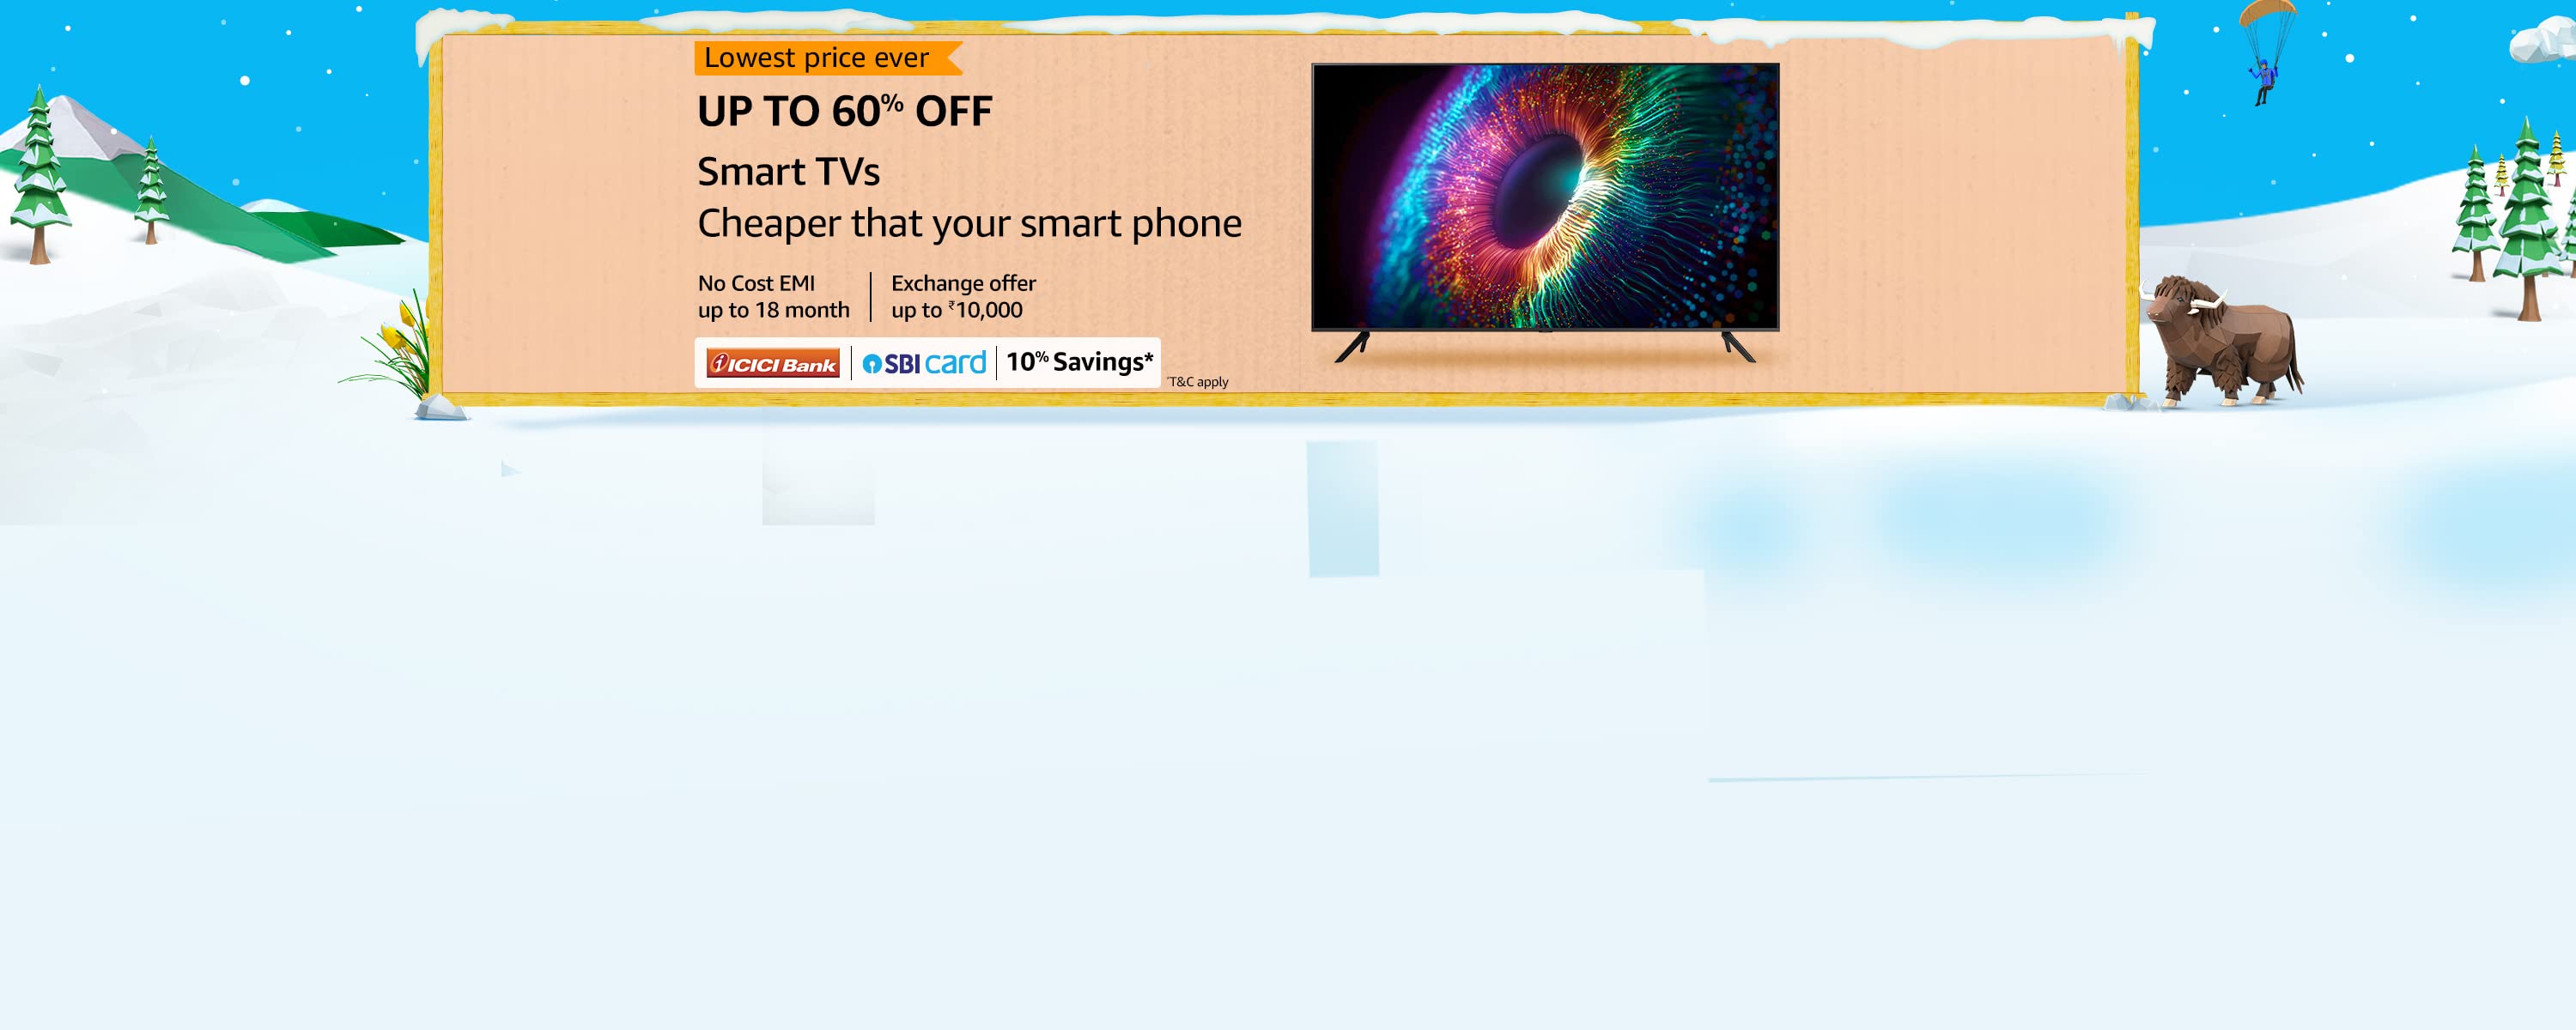 Lowest price ever
UP TO 60% OFF
Smart TVs
Cheaper that your smart phone
No Cost EMI
up to 18 month
Exchange offer
up to ₹10,000
ICICI Bank
SBI card
10% Savings*
*T&C apply